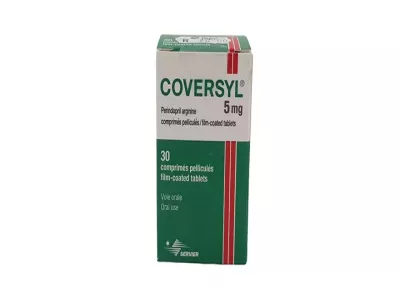 COVERSYL®
5 mg
Perindopril arginine
comprimés pelliculés / film-coated tablets
30
comprimés pelliculés
film-coated tablets
Voie orale
Oral use
SERVIER